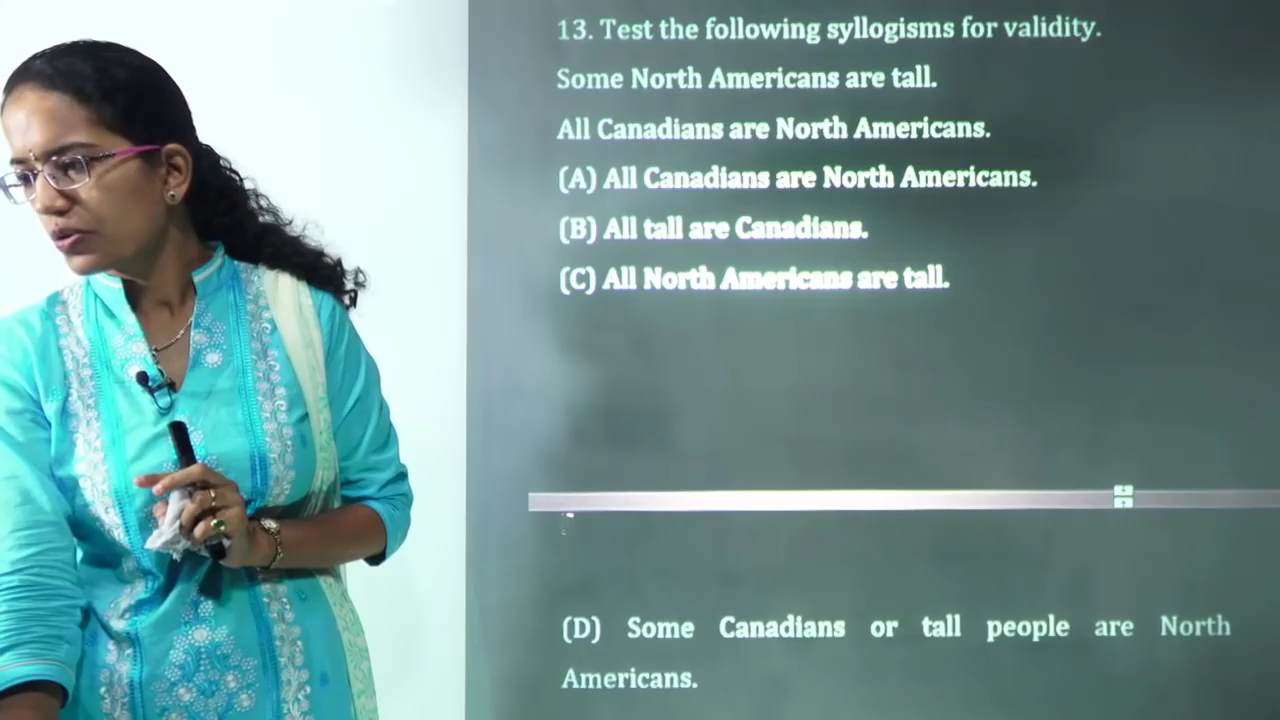 13. Test the following syllogisms for validity.
Some North Americans are tall.
All Canadians are North Americans.
(A) All Canadians are North Americans.
(B) All tall are Canadians.
(C) All North Americans are tall.
(D) Some Canadians or tall people are North
Americans.